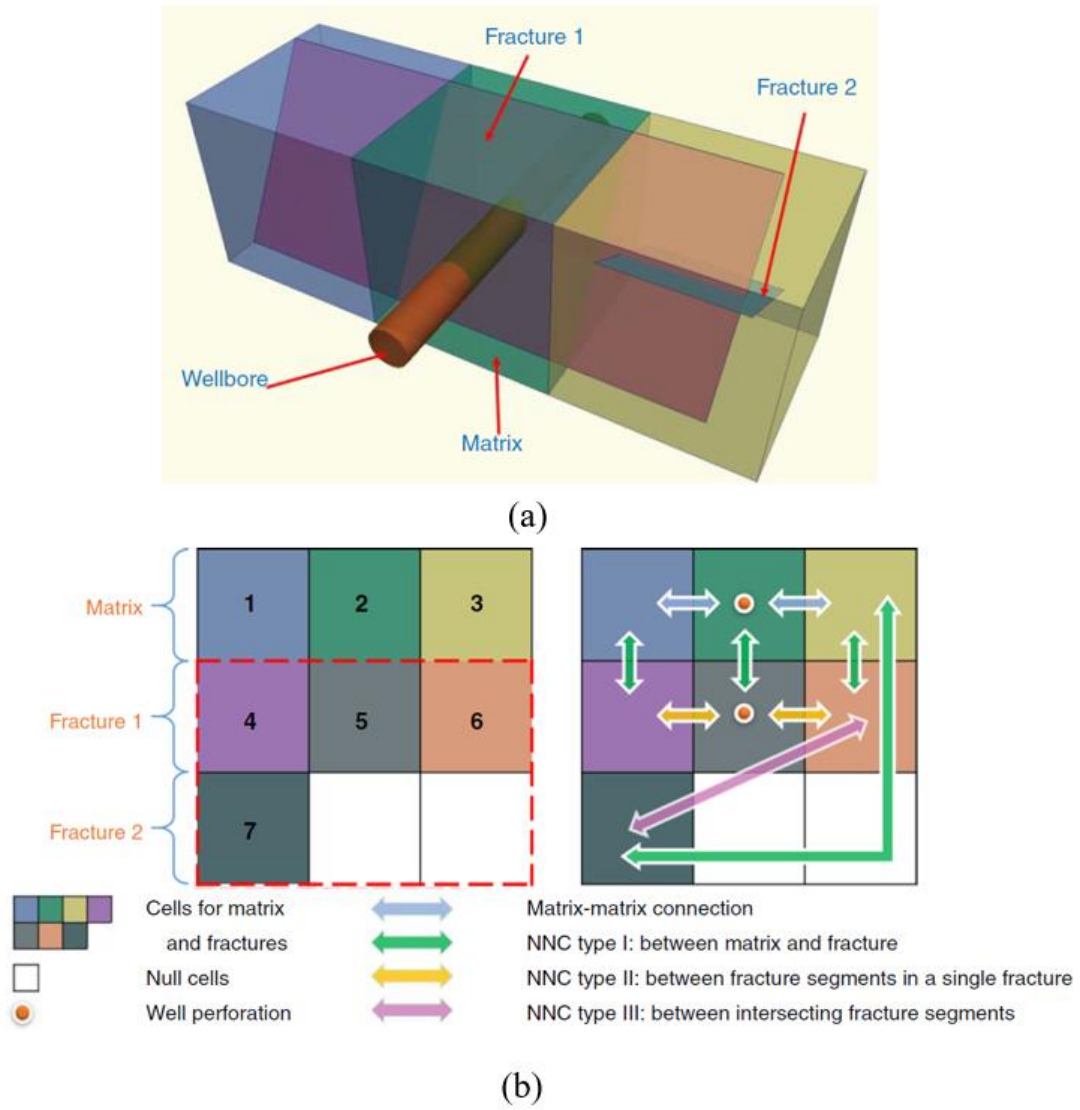 Fracture 1
Fracture 2
Wellbore
Matrix
(a)
Matrix
1 2 3
Fracture 1
4 5 6
Fracture 2
7
Cells for matrix
and fractures
Null cells
Well perforation
Matrix-matrix connection
NNC type I: between matrix and fracture
NNC type II: between fracture segments in a single fracture
NNC type III: between intersecting fracture segments
(b)